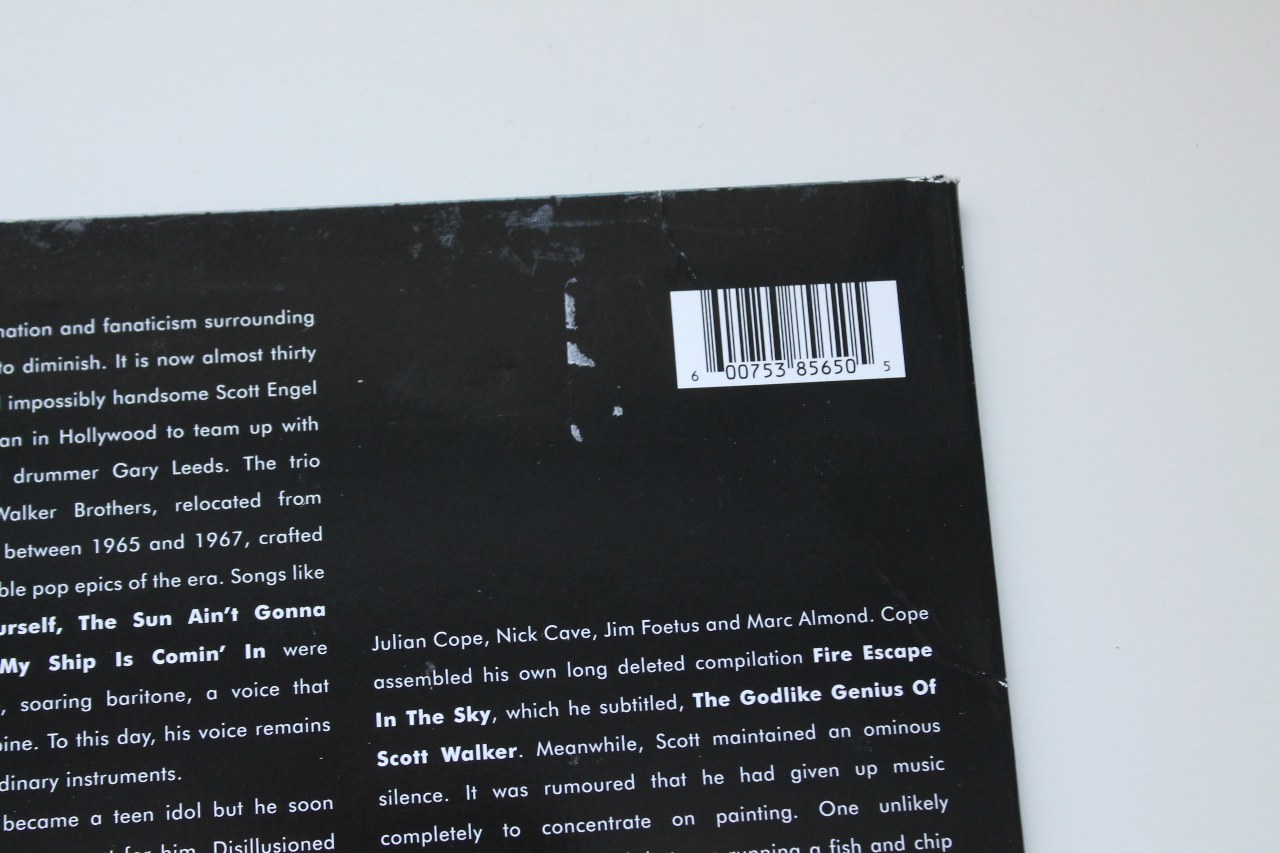 and fanaticism surrounding
to diminish. It is now almost thirty
impossibly handsome Scott Engel
in Hollywood to team up with
drummer Gary Leeds. The trio
Walker Brothers, relocated from
between 1965 and 1967, crafted
pop epics of the era. Songs like
The Sun Ain't Gonna
My Ship Is Comin' In were
, soaring baritone, a voice that
To this day, his voice remains
instruments.
became a teen idol but he soon
for him. Disillusioned
6 00753 85650 5
Julian Cope, Nick Cave, Jim Foetus and Marc Almond. Cope
assembled his own long deleted compilation Fire Escape
In The Sky, which he subtitled, The Godlike Genius Of
Scott Walker. Meanwhile, Scott maintained an ominous
silence. It was rumoured that he had given up music
completely to concentrate on painting. One unlikely
running a fish and chip